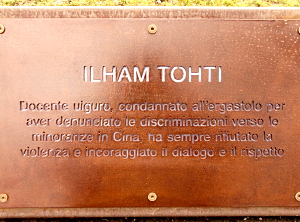 ILHAM TOHTI
Docente uiguro, condannato all'ergastolo per
aver denunciato le discriminazioni verso le
minoranze in Cina, ha sempre rifiutato la
violenza e incoraggiato il dialogo e il rispetto